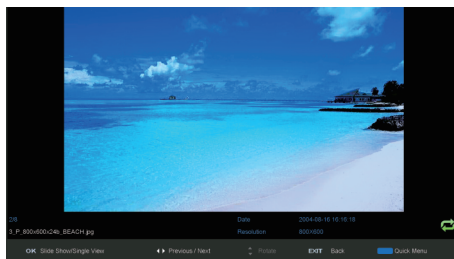 2/8 Date 2004-08-16 16:16:18
3_P_800x600x24b_BEACH.jpg Resolution 800X600
OK Slide Show/Single View Previous / Next Rotate EXIT Back Quick Menu